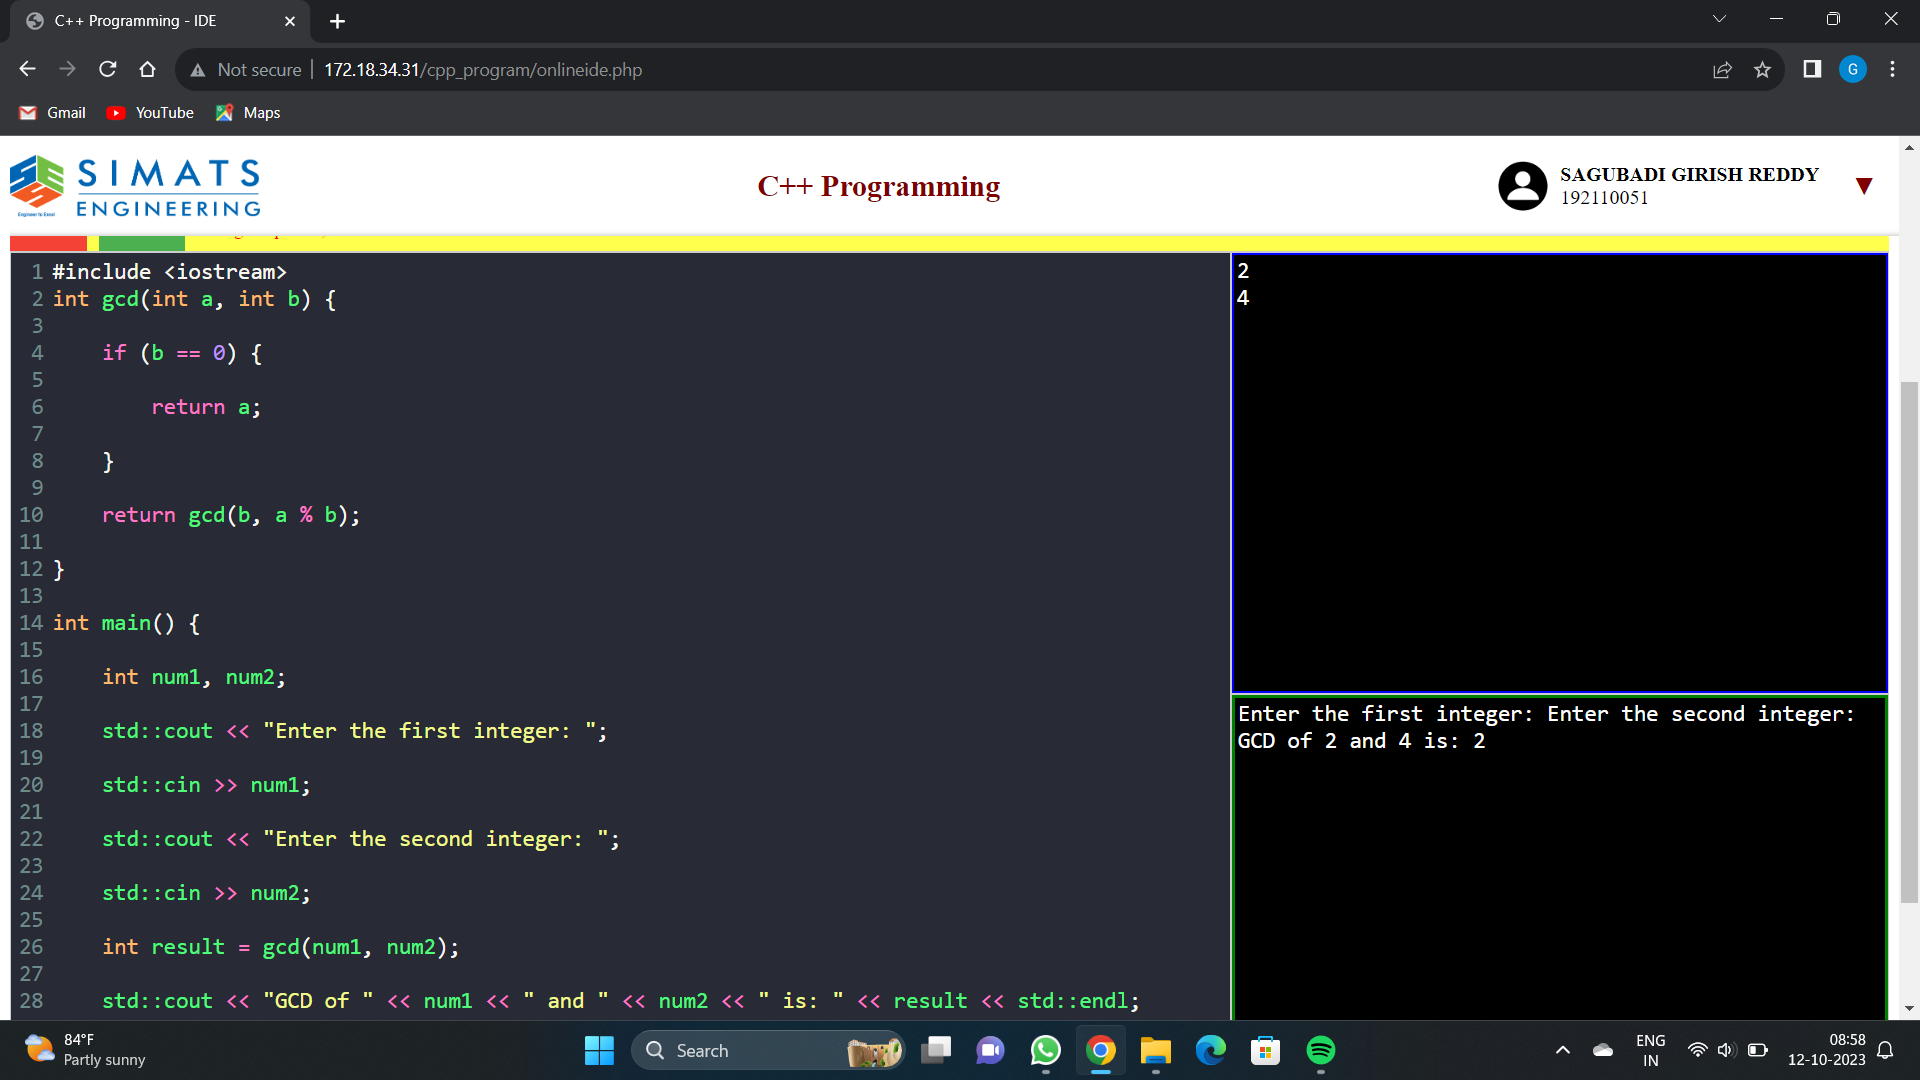 C++ Programming - IDE
Not secure | 172.18.34.31/cpp_program/onlineide.php
G
Gmail YouTube Maps
SIMATS
ENGINEERING
Engineer to Excel
C++ Programming
SAGUBADI GIRISH REDDY
192110051
1 #include <iostream>
2 int gcd(int a, int b) {
3
4 if (b == 0) {
5
6 return a;
7
8 }
9
10 return gcd(b, a % b);
11
12 }
13
14 int main() {
15
16 int num1, num2;
17
18 std::cout << "Enter the first integer: ";
19
20 std::cin >> num1;
21
22 std::cout << "Enter the second integer: ";
23
24 std::cin >> num2;
25
26 int result = gcd(num1, num2);
27
28 std::cout << "GCD of " << num1 << " and " << num2 << " is: " << result << std::endl;
2
4
Enter the first integer: Enter the second integer:
GCD of 2 and 4 is: 2
84°F
Partly sunny
Search
ENG
IN
08:58
12-10-2023